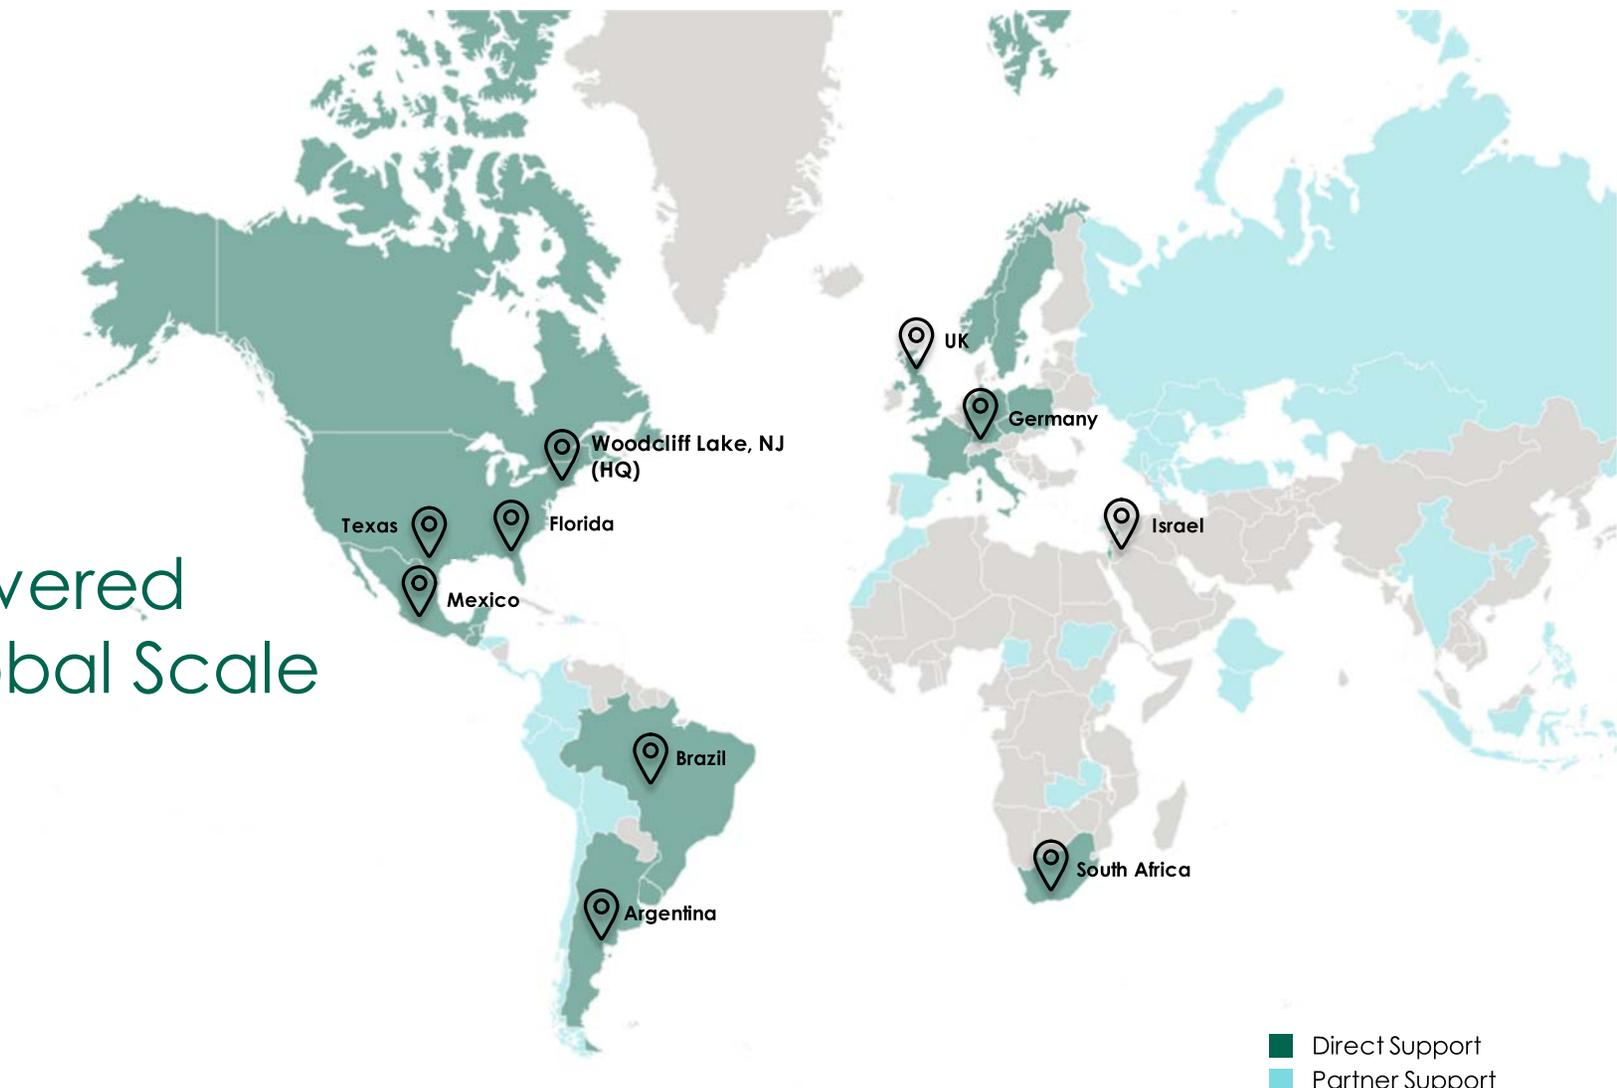 vered
obal Scale
UK
Germany
Woodcliff Lake, NJ
(HQ)
Texas
Florida
Israel
Mexico
Brazil
South Africa
Argentina
Direct Support
Partner Support